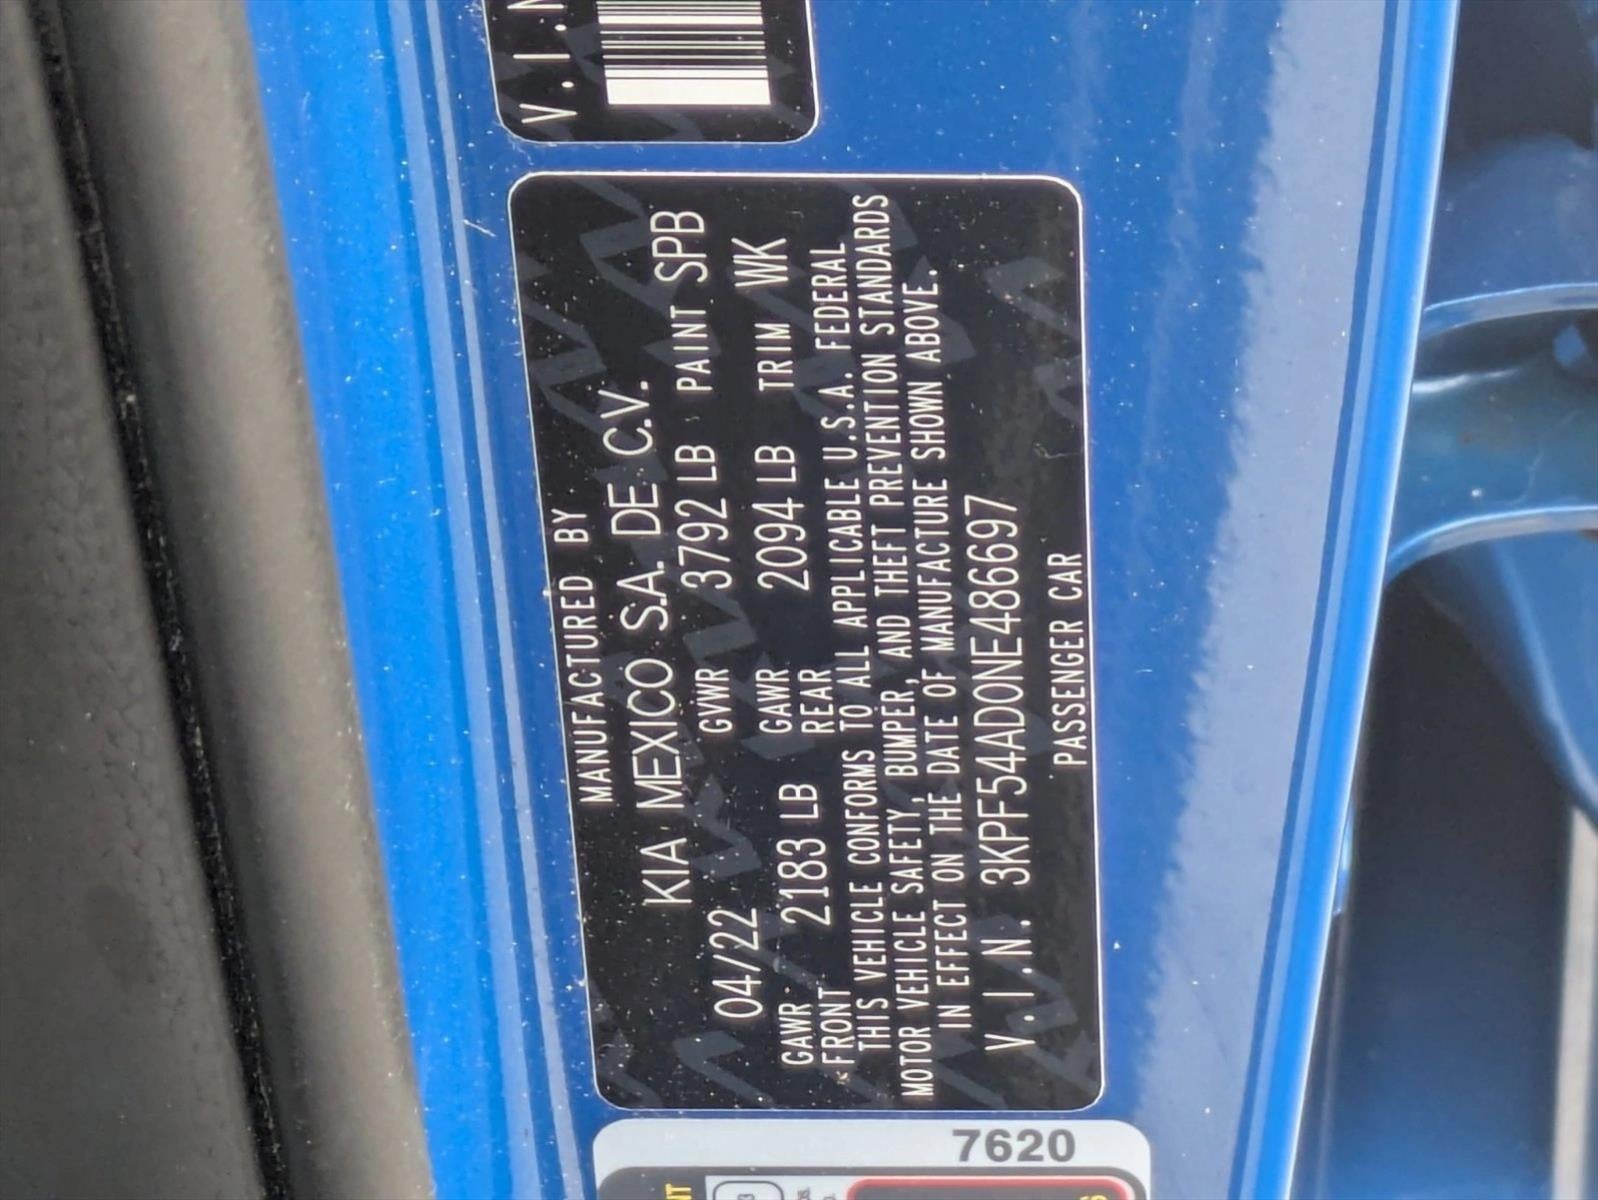 V.I.N
MANUFACTURED BY
KIA MEXICO S.A. DE C.V.
04/22 GVWR 3792 LB PAINT SPB
GAWR FRONT 2183 LB GAWR REAR 2094 LB TRIM WK
THIS VEHICLE CONFORMS TO ALL APPLICABLE U.S.A. FEDERAL
MOTOR VEHICLE SAFETY, BUMPER, AND THEFT PREVENTION STANDARDS
IN EFFECT ON THE DATE OF MANUFACTURE SHOWN ABOVE.
V.I.N. 3KPF54AD0NE486697
PASSENGER CAR
7620